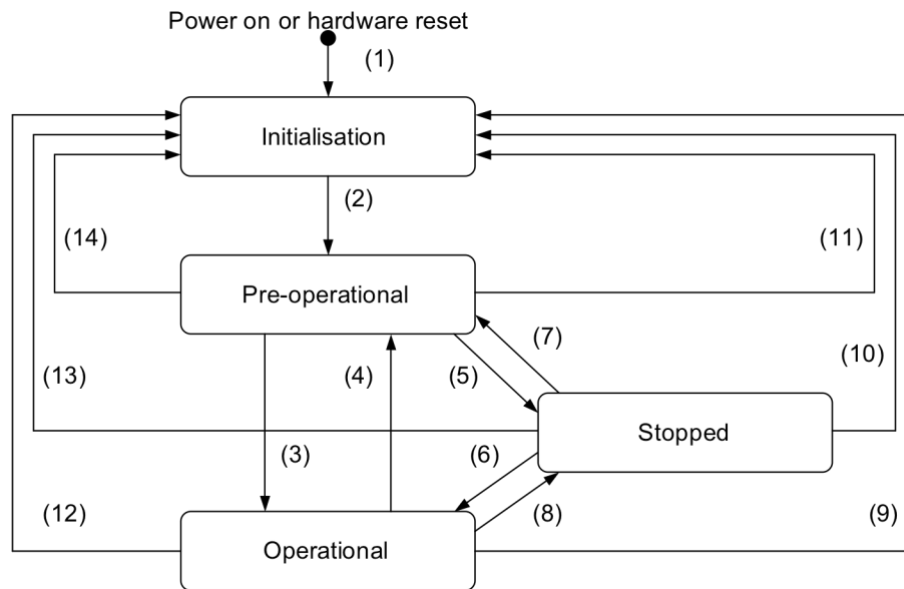 Power on or hardware reset
(1)
Initialisation
(2)
(14)
(11)
Pre-operational
(7)
(10)
(13)
(4)
(5)
Stopped
(3)
(6)
(12)
(8)
(9)
Operational